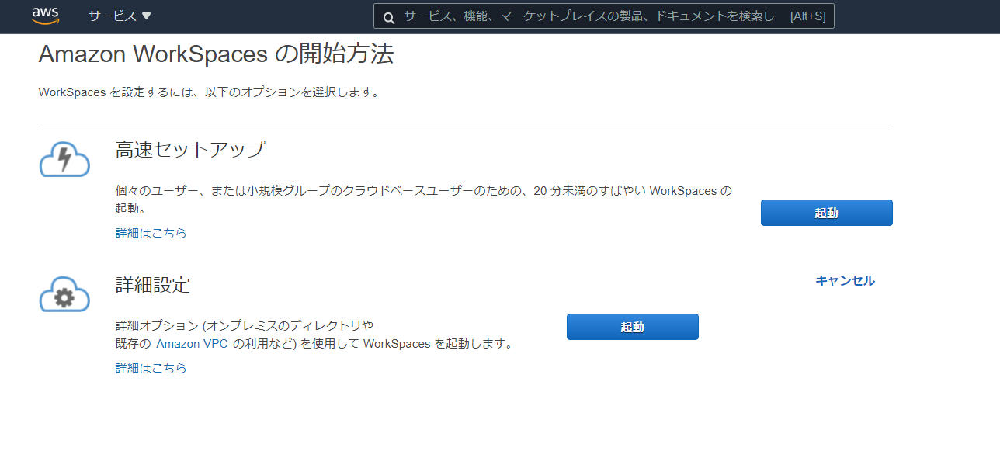 aws サービス ▼ サービス、機能、マーケットプレイスの製品、ドキュメントを検索し [Alt+S]
Amazon WorkSpaces の開始方法
WorkSpaces を設定するには、以下のオプションを選択します。
高速セットアップ
個々のユーザー、または小規模グループのクラウドベースユーザーのための、20 分未満のすばやい WorkSpaces の
起動。
起動
詳細はこちら
詳細設定
キャンセル
詳細オプション (オンプレミスのディレクトリや
既存の Amazon VPC の利用など) を使用して WorkSpaces を起動します。
起動
詳細はこちら